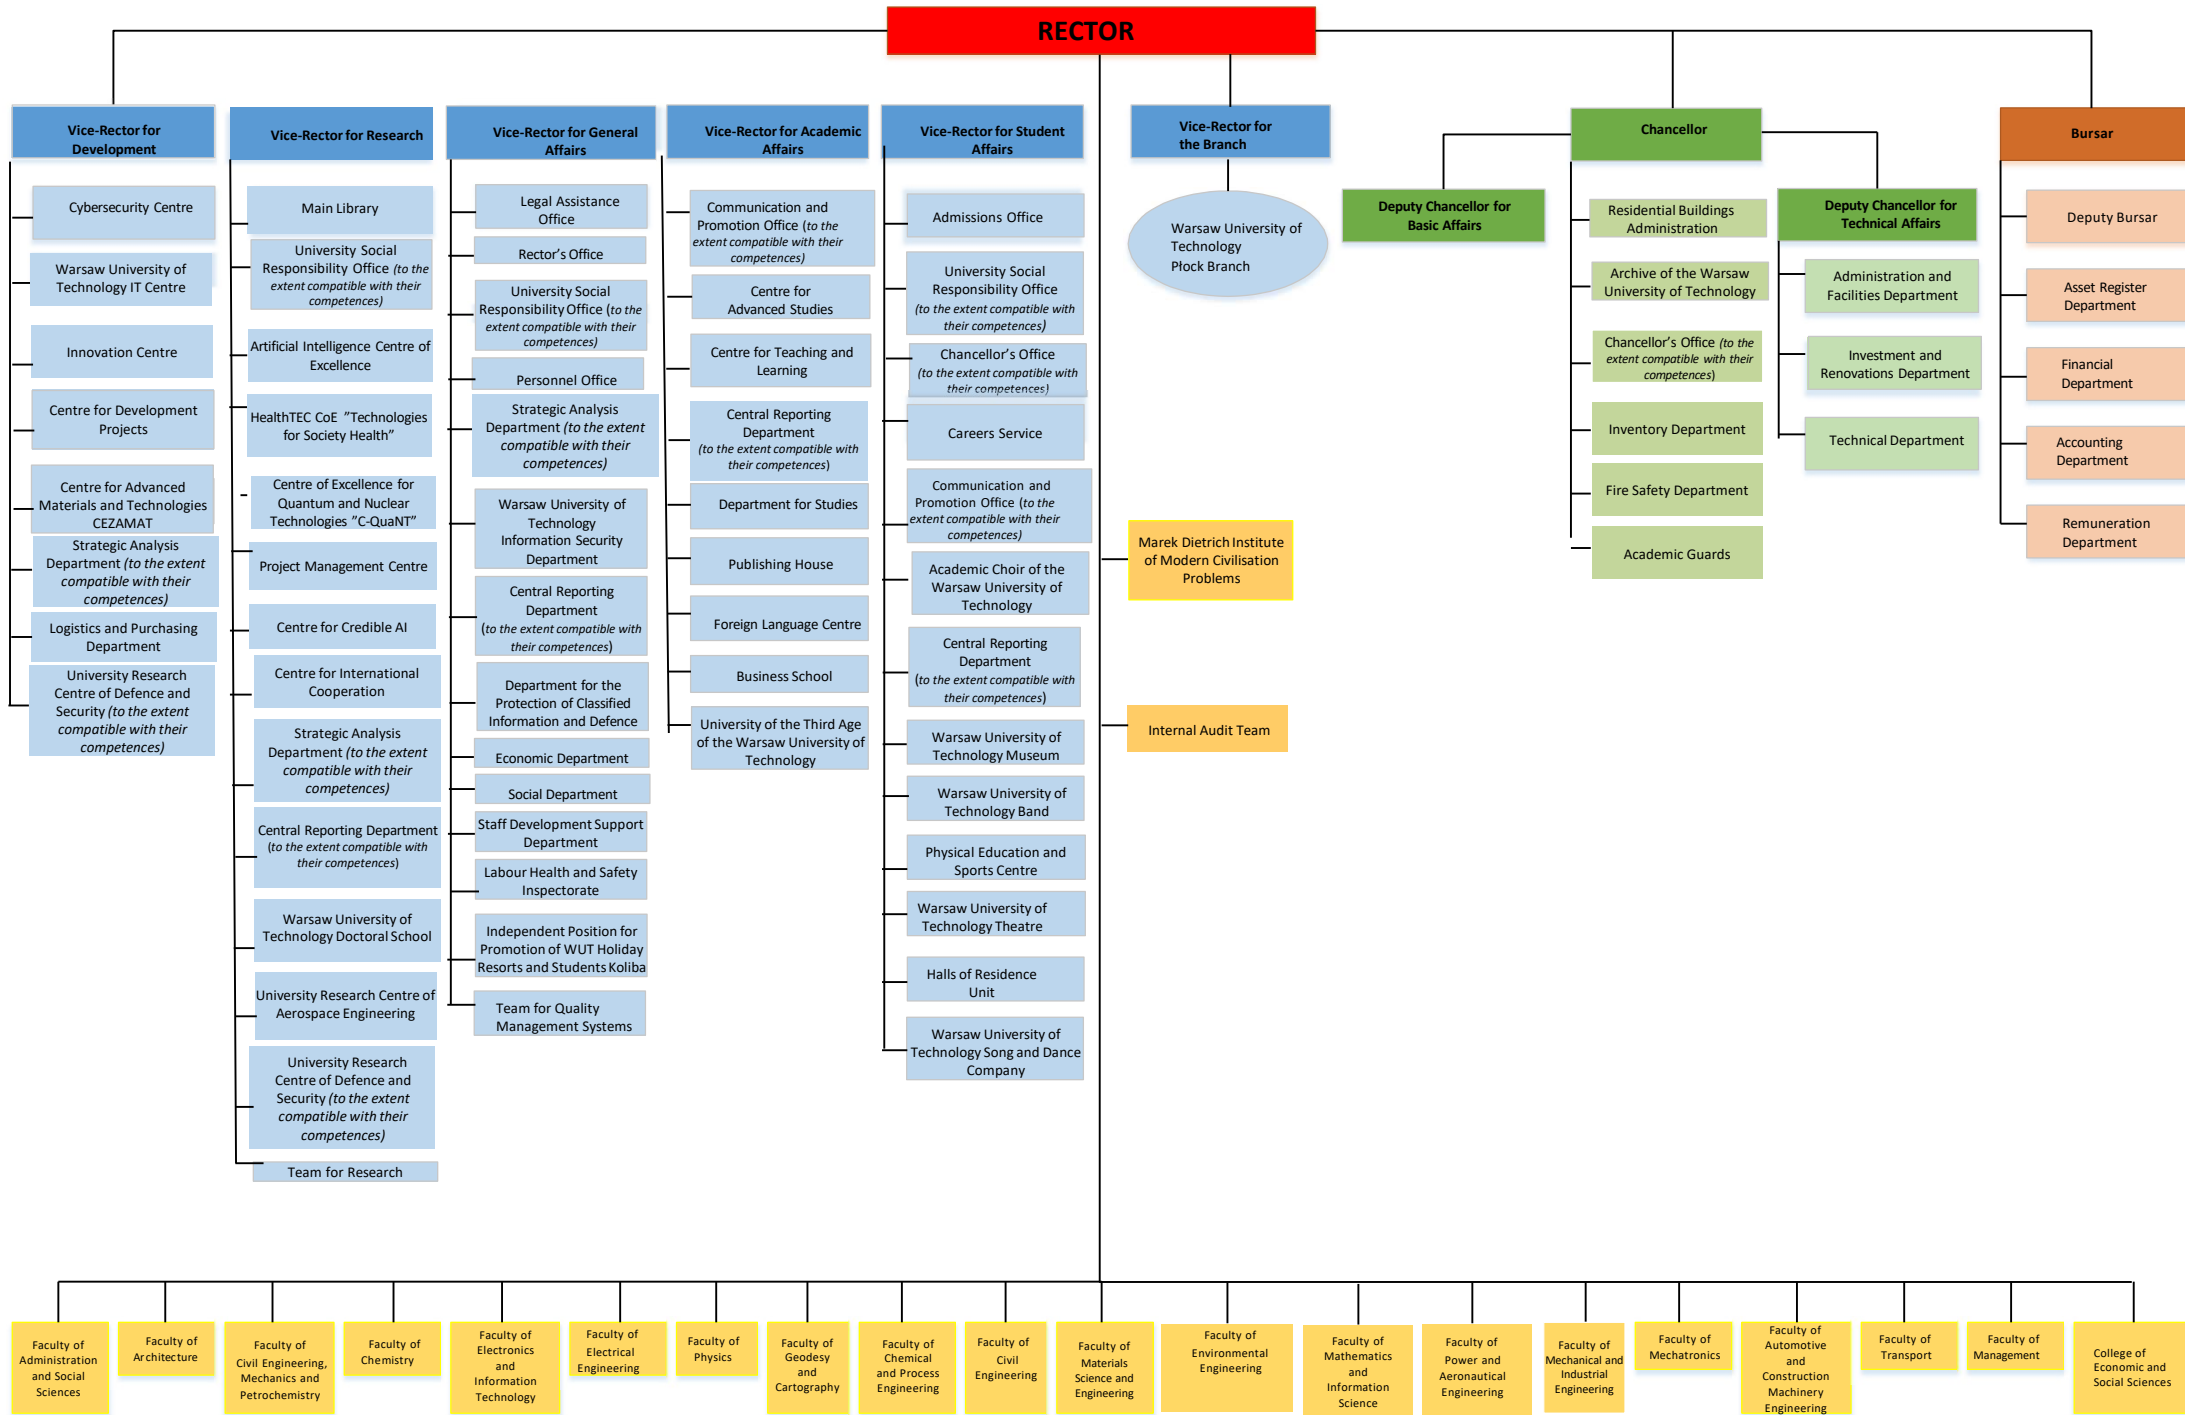 RECTOR
Vice-Rector for
Development
Cybersecurity Centre
Warsaw University of
Technology IT Centre
Innovation Centre
Centre for Development
Projects
Centre for Advanced
Materials and Technologies
CEZAMAT
Strategic Analysis
Department (to the extent
compatible with their
competences)
Logistics and Purchasing
Department
University Research
Centre of Defence and
Security (to the extent
compatible with their
competences)
Vice-Rector for Research
Main Library
University Social
Responsibility Office (to the
extent compatible with their
competences)
Artificial Intelligence Centre of
Excellence
HealthTEC CoE ”Technologies
for Society Health”
Centre of Excellence for
Quantum and Nuclear
Technologies ”C-QuaNT”
Project Management Centre
Centre for Credible AI
Centre for International
Cooperation
Strategic Analysis
Department (to the extent
compatible with their
competences)
Central Reporting Department
(to the extent compatible with
their competences)
Warsaw University of
Technology Doctoral School
University Research Centre of
Aerospace Engineering
University Research
Centre of Defence and
Security (to the extent
compatible with their
competences)
Team for Research
Vice-Rector for General
Affairs
Legal Assistance
Office
Rector’s Office
University Social
Responsibility Office (to the
extent compatible with their
competences)
Personnel Office
Strategic Analysis
Department (to the extent
compatible with their
competences)
Warsaw University of
Technology
Information Security
Department
Central Reporting
Department
(to the extent compatible with
their competences)
Department for the
Protection of Classified
Information and Defence
Economic Department
Social Department
Staff Development Support
Department
Labour Health and Safety
Inspectorate
Independent Position for
Promotion of WUT Holiday
Resorts and Students Koliba
Team for Quality
Management Systems
Vice-Rector for Academic
Affairs
Communication and
Promotion Office (to the
extent compatible with their
competences)
Centre for
Advanced Studies
Centre for Teaching and
Learning
Central Reporting
Department
(to the extent compatible with
their competences)
Department for Studies
Publishing House
Foreign Language Centre
Business School
University of the Third Age
of the Warsaw University of
Technology
Vice-Rector for Student
Affairs
Admissions Office
University Social
Responsibility Office
(to the extent compatible with
their competences)
Chancellor’s Office
(to the extent compatible with
their competences)
Careers Service
Communication and
Promotion Office (to the
extent compatible with their
competences)
Academic Choir of the
Warsaw University of
Technology
Central Reporting
Department
(to the extent compatible with
their competences)
Warsaw University of
Technology Museum
Warsaw University of
Technology Band
Physical Education and
Sports Centre
Warsaw University of
Technology Theatre
Halls of Residence
Unit
Warsaw University of
Technology Song and Dance
Company
Vice-Rector for
the Branch
Warsaw University of
Technology
Płock Branch
Marek Dietrich Institute
of Modern Civilisation
Problems
Internal Audit Team
Chancellor
Deputy Chancellor for
Basic Affairs
Residential Buildings
Administration
Archive of the Warsaw
University of Technology
Chancellor’s Office (to the
extent compatible with their
competences)
Inventory Department
Fire Safety Department
Academic Guards
Deputy Chancellor for
Technical Affairs
Administration and
Facilities Department
Investment and
Renovations Department
Technical Department
Bursar
Deputy Bursar
Asset Register
Department
Financial
Department
Accounting
Department
Remuneration
Department
Faculty of
Administration
and Social
Sciences
Faculty of
Architecture
Faculty of
Civil Engineering,
Mechanics and
Petrochemistry
Faculty of
Chemistry
Faculty of
Electronics
and
Information
Technology
Faculty of
Electrical
Engineering
Faculty of
Physics
Faculty of
Geodesy
and
Cartography
Faculty of
Chemical
and Process
Engineering
Faculty of
Civil
Engineering
Faculty of
Materials
Science and
Engineering
Faculty of
Environmental
Engineering
Faculty of
Mathematics
and
Information
Science
Faculty of
Power and
Aeronautical
Engineering
Faculty of
Mechanical and
Industrial
Engineering
Faculty of
Mechatronics
Faculty of
Automotive
and
Construction
Machinery
Engineering
Faculty of
Transport
Faculty of
Management
College of
Economic and
Social Sciences